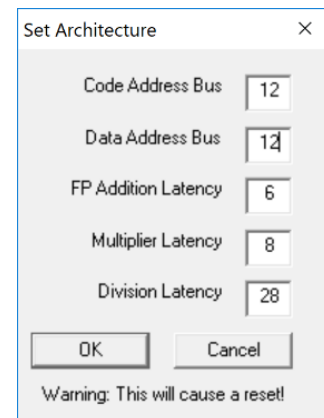 Set Architecture ×
Code Address Bus 12
Data Address Bus 12
FP Addition Latency 6
Multiplier Latency 8
Division Latency 28
OK Cancel
Warning: This will cause a reset!